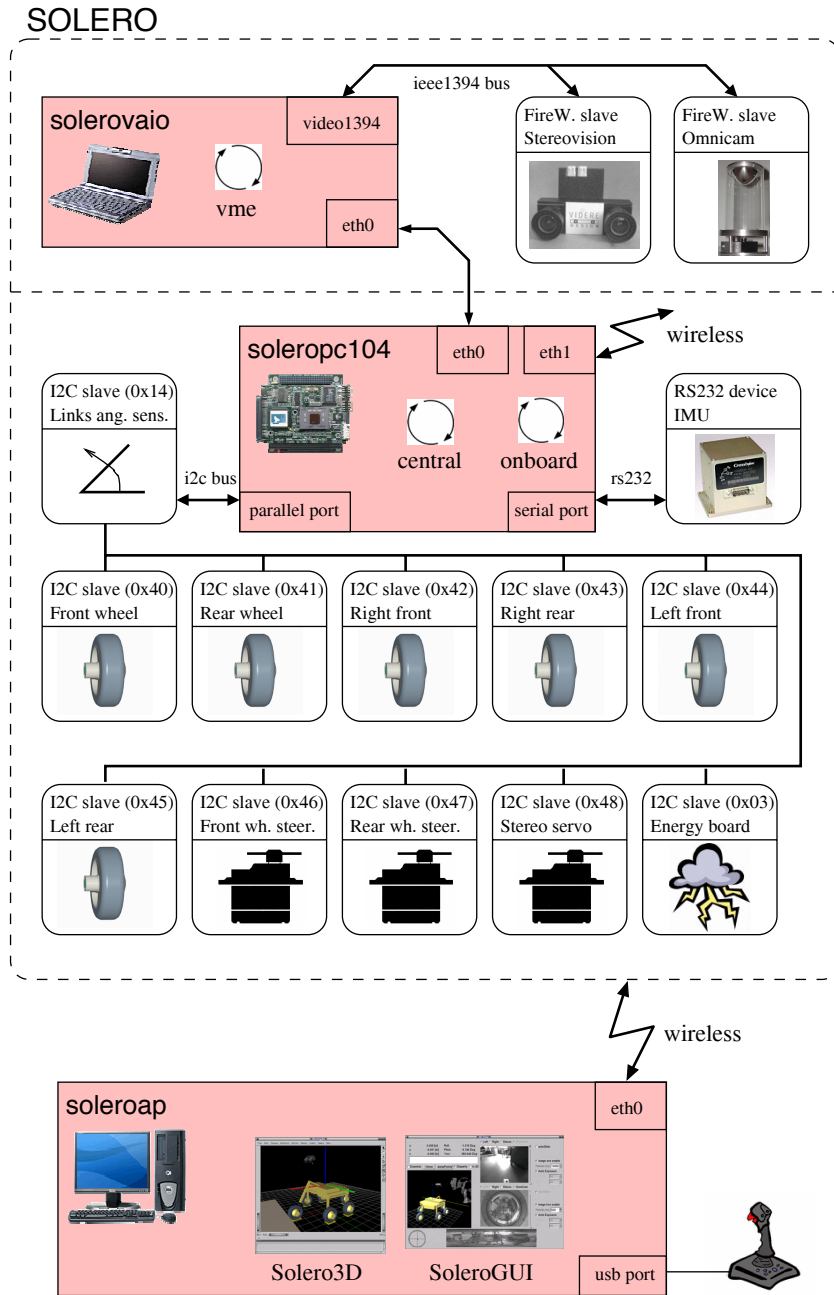 SOLERO
ieee1394 bus
solerovaio
video1394
FireW. slave
Stereovision
FireW. slave
Omnicam
VIDERE
DESIGN
vme
eth0
wireless
soleropc104
eth0
eth1
I2C slave (0x14)
Links ang. sens.
RS232 device
IMU
central
onboard
i2c bus
rs232
parallel port
serial port
I2C slave (0x40)
Front wheel
I2C slave (0x41)
Rear wheel
I2C slave (0x42)
Right front
I2C slave (0x43)
Right rear
I2C slave (0x44)
Left front
I2C slave (0x45)
Left rear
I2C slave (0x46)
Front wh. steer.
I2C slave (0x47)
Rear wh. steer.
I2C slave (0x48)
Stereo servo
I2C slave (0x03)
Energy board
wireless
soleroap
eth0
Solero3D
SoleroGUI
usb port